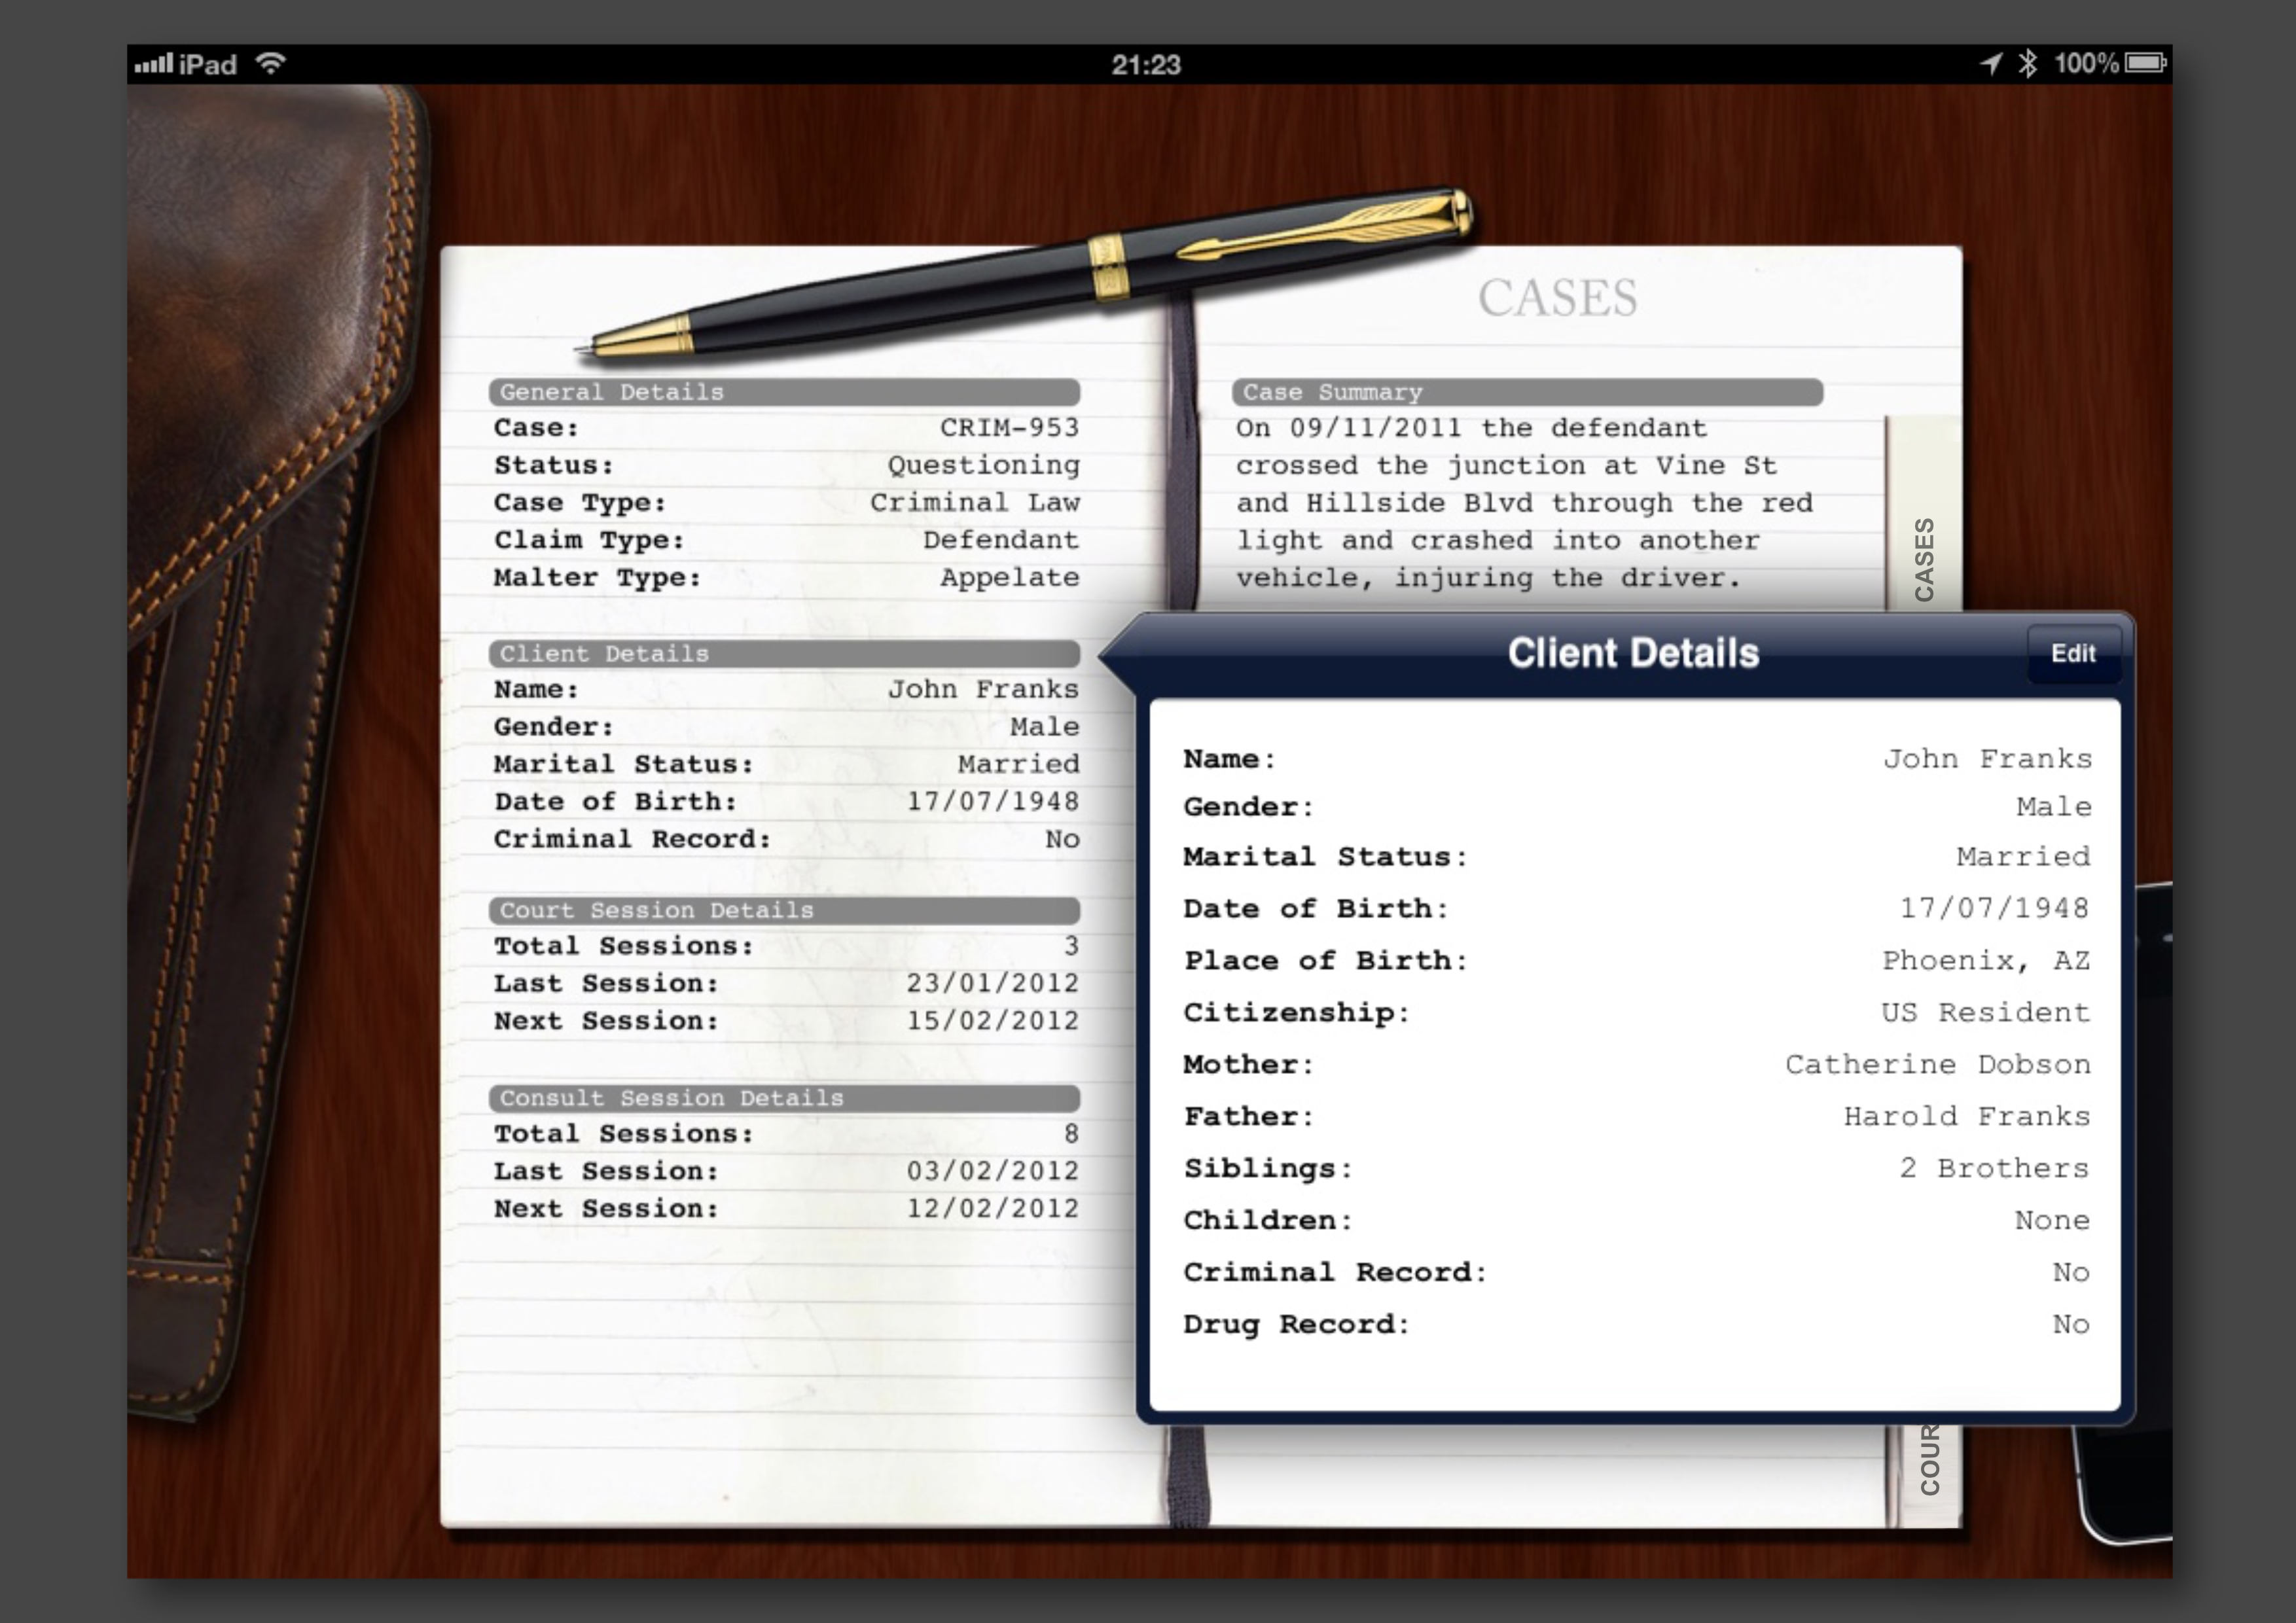 iPad
21:23
100%
CASES
General Details
Case: CRIM-953
Status: Questioning
Case Type: Criminal Law
Claim Type: Defendant
Malter Type: Appelate
Client Details
Name: John Franks
Gender: Male
Marital Status: Married
Date of Birth: 17/07/1948
Criminal Record: No
Court Session Details
Total Sessions: 3
Last Session: 23/01/2012
Next Session: 15/02/2012
Consult Session Details
Total Sessions: 8
Last Session: 03/02/2012
Next Session: 12/02/2012
Case Summary
On 09/11/2011 the defendant
crossed the junction at Vine St
and Hillside Blvd through the red
light and crashed into another
vehicle, injuring the driver.
CASES
Client Details
Edit
Name: John Franks
Gender: Male
Marital Status: Married
Date of Birth: 17/07/1948
Place of Birth: Phoenix, AZ
Citizenship: US Resident
Mother: Catherine Dobson
Father: Harold Franks
Siblings: 2 Brothers
Children: None
Criminal Record: No
Drug Record: No
COUR